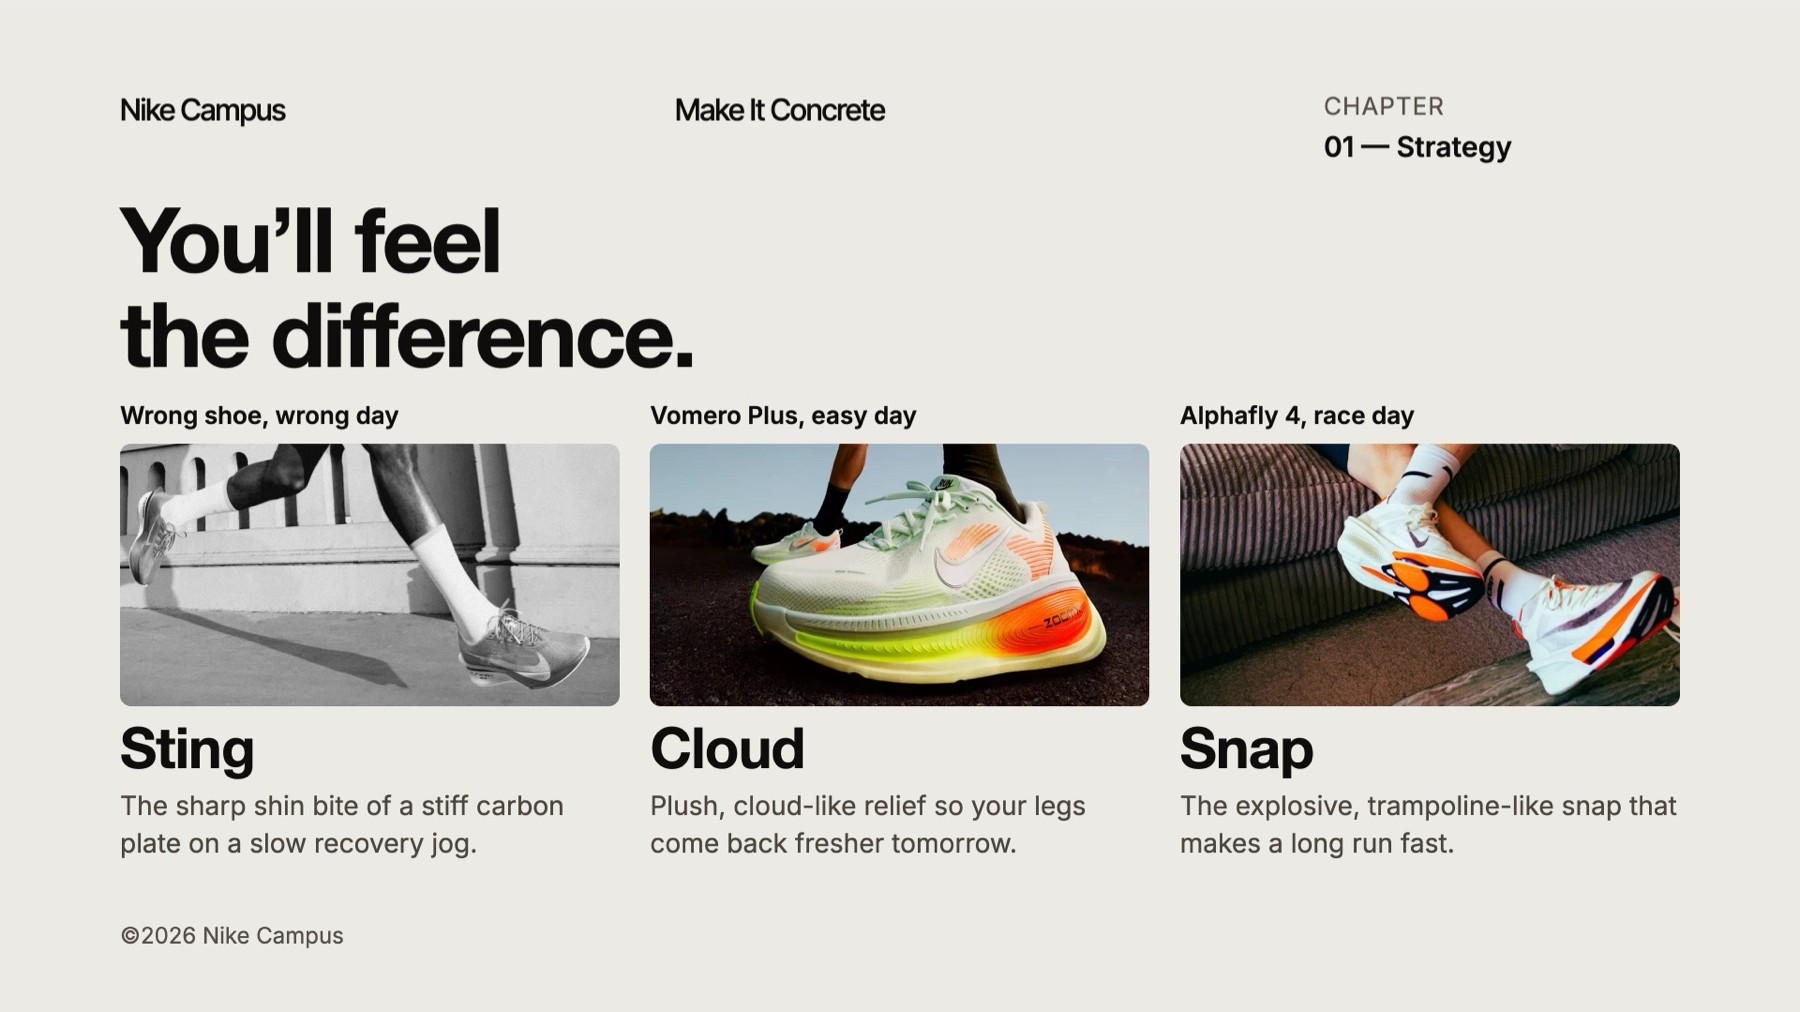 Nike Campus
Make It Concrete
CHAPTER
01 — Strategy
You’ll feel
the difference.
Wrong shoe, wrong day
Vomero Plus, easy day
Alphafly 4, race day
RUN
ZOOMX
Sting
Cloud
Snap
The sharp shin bite of a stiff carbon
plate on a slow recovery jog.
Plush, cloud-like relief so your legs
come back fresher tomorrow.
The explosive, trampoline-like snap that
makes a long run fast.
©2026 Nike Campus